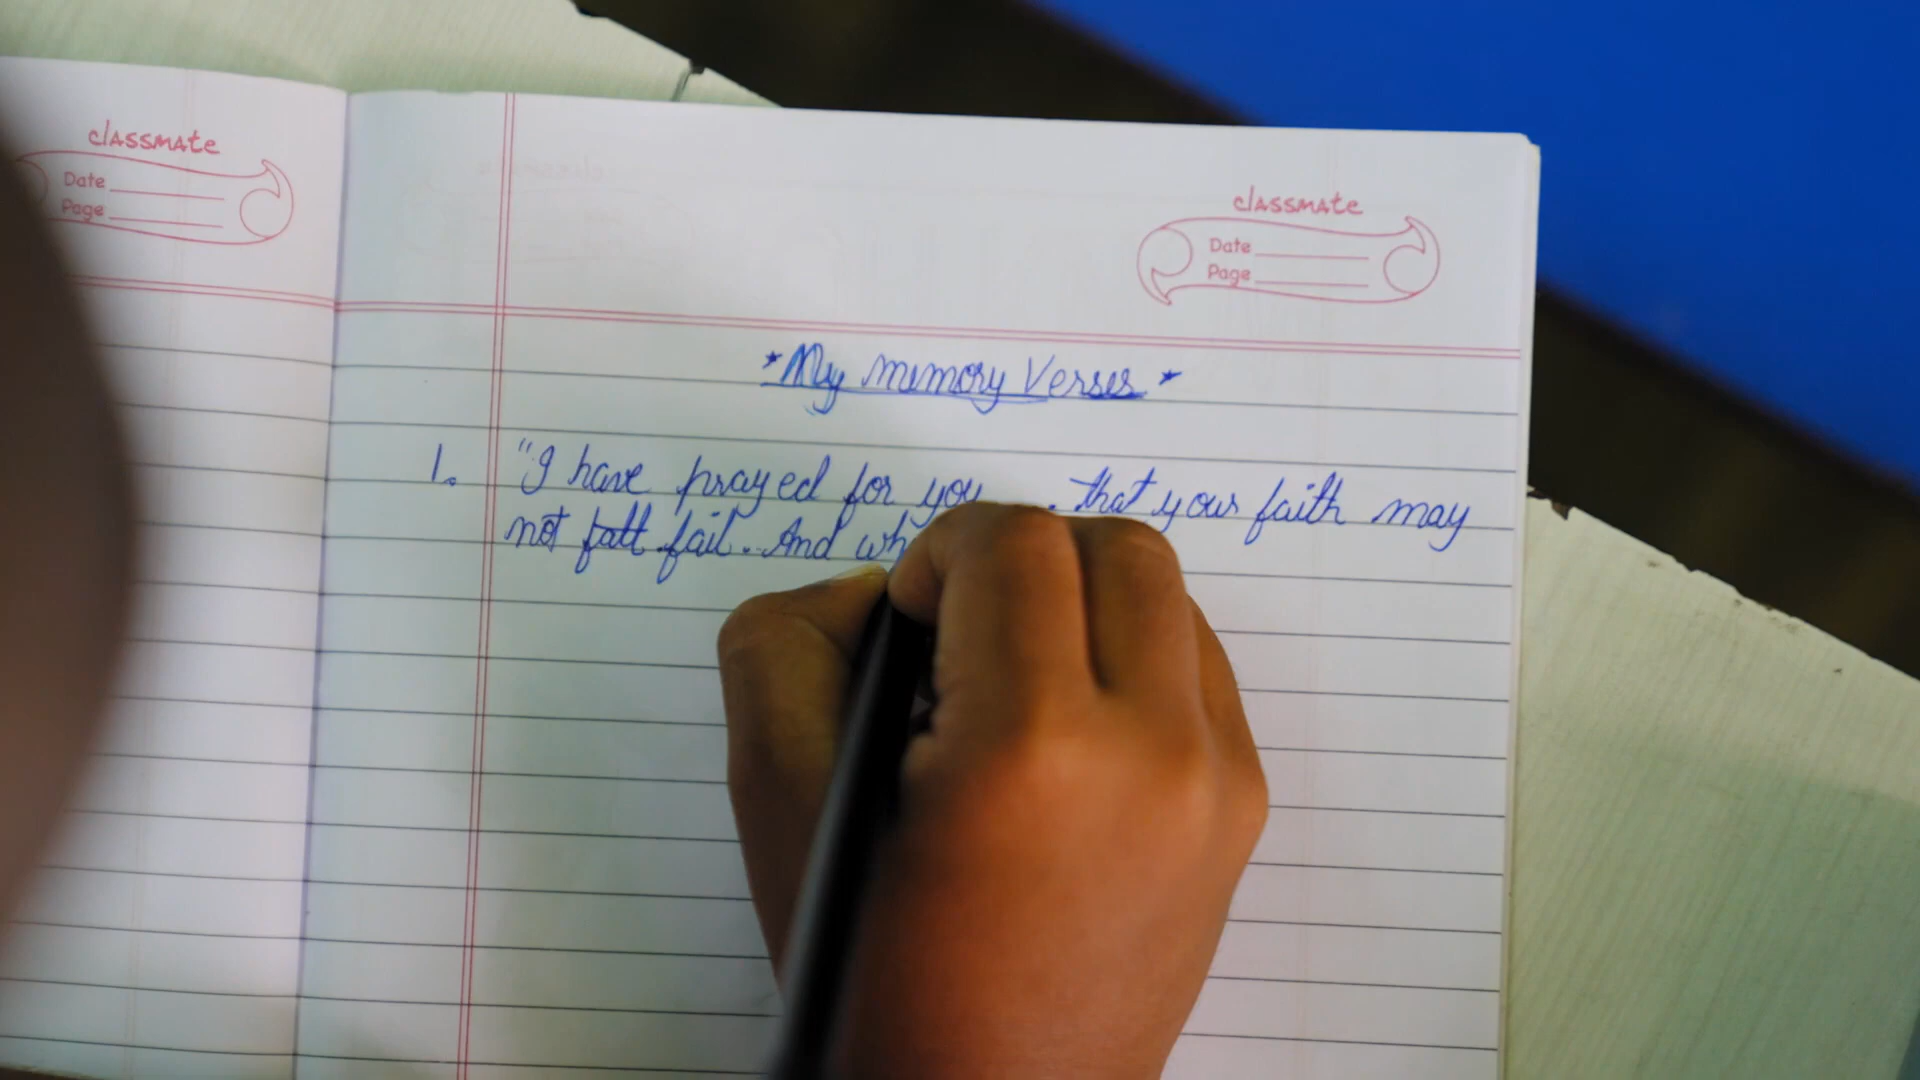 classmate
Date
Page
classmate
Date
Page
*My memory Verses*
1. "I have prayed for you . that your faith may
not fatt fail. And wh